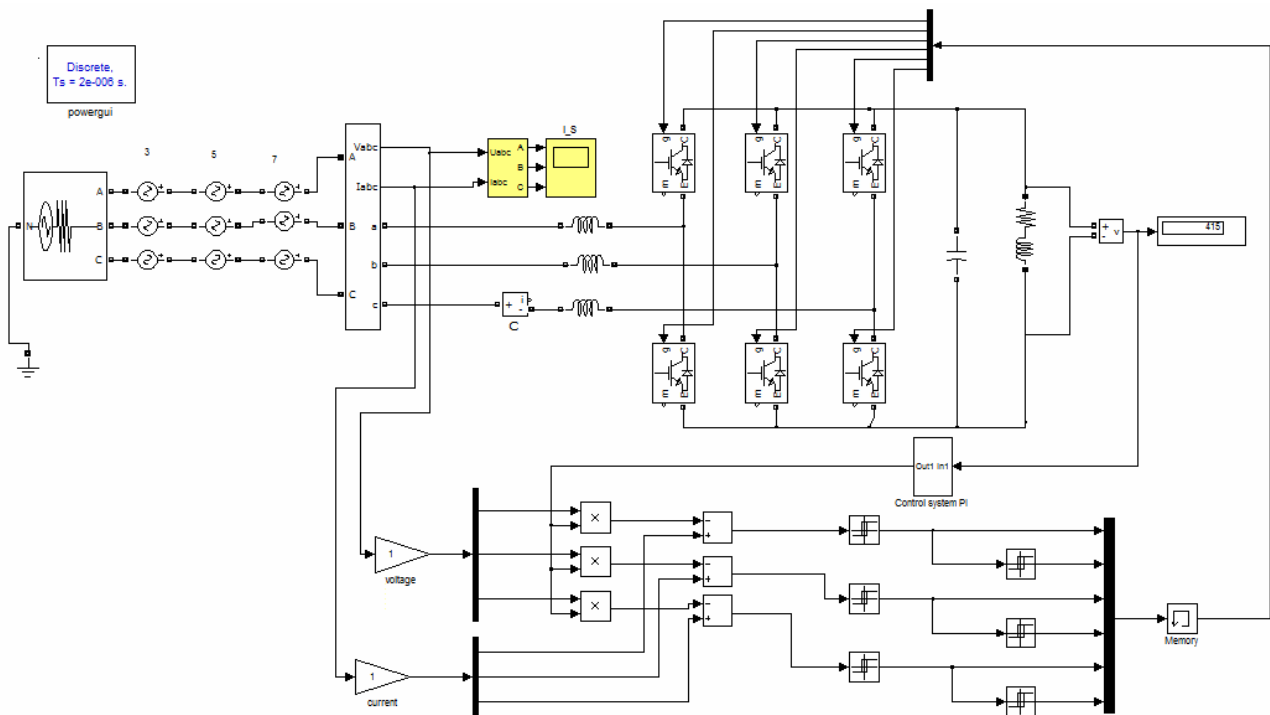 Discrete,
Ts = 2e-006 s.
powergui
3
5
7
A
B
C
N
A
B
C
Vabc
Iabc
a
b
c
Uabc
Iabc
A
B
C
I_S
+
-
i
C
g
C
m
E
g
C
m
E
g
C
m
E
g
C
m
E
g
C
m
E
g
C
m
E
+
-
v
415
Out1 In1
Control system PI
1
voltage
1
current
×
×
×
-
+
-
+
-
+
Memory